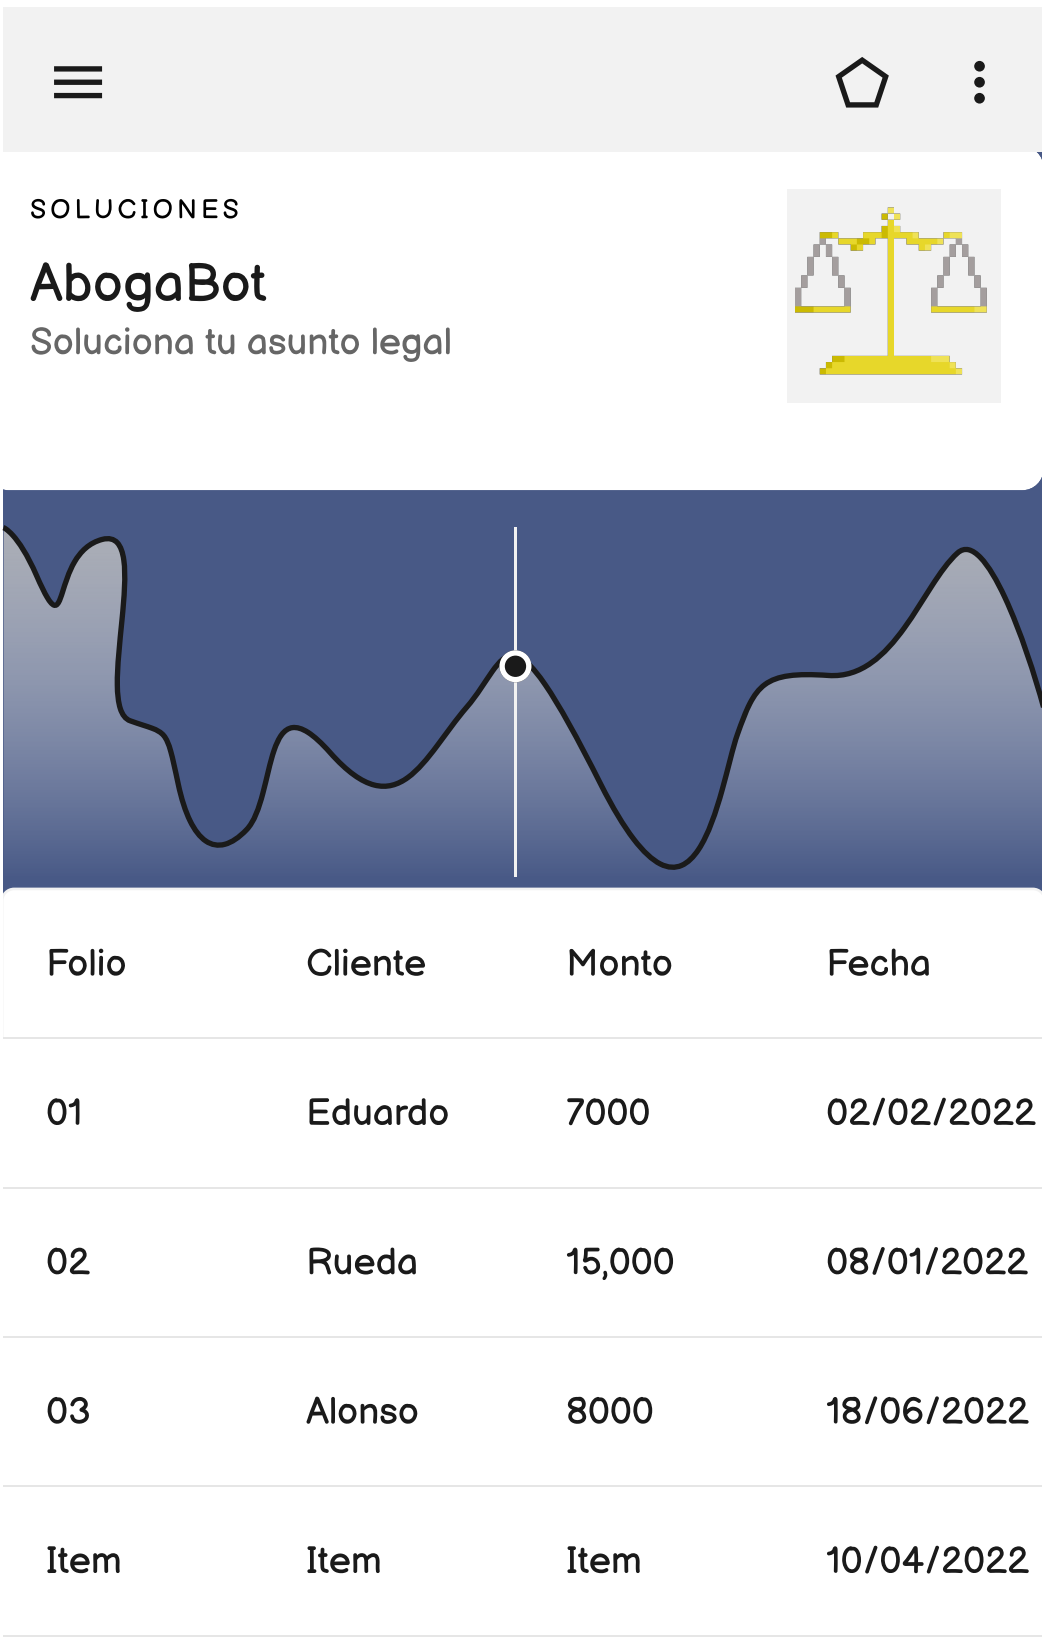 SOLUCIONES
AbogaBot
Soluciona tu asunto legal
Folio Cliente Monto Fecha
01 Eduardo 7000 02/02/2022
02 Rueda 15,000 08/01/2022
03 Alonso 8000 18/06/2022
Item Item Item 10/04/2022